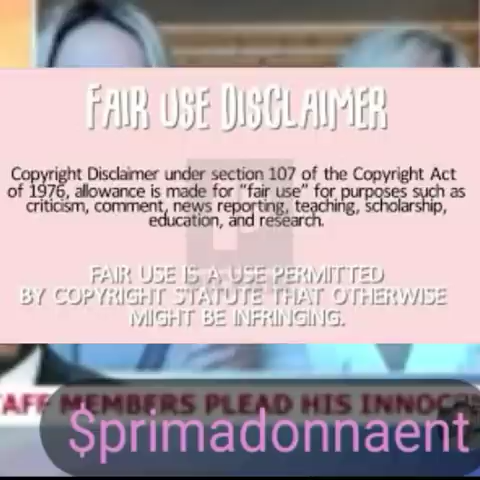 FAIR USE DISCLAIMER
Copyright Disclaimer under section 107 of the Copyright Act
of 1976, allowance is made for “fair use” for purposes such as
criticism, comment, news reporting, teaching, scholarship,
education, and research.
FAIR USE IS A USE PERMITTED
BY COPYRIGHT STATUTE THAT OTHERWISE
MIGHT BE INFRINGING.
MEMBERS PLEAD HIS
$primadonnaent